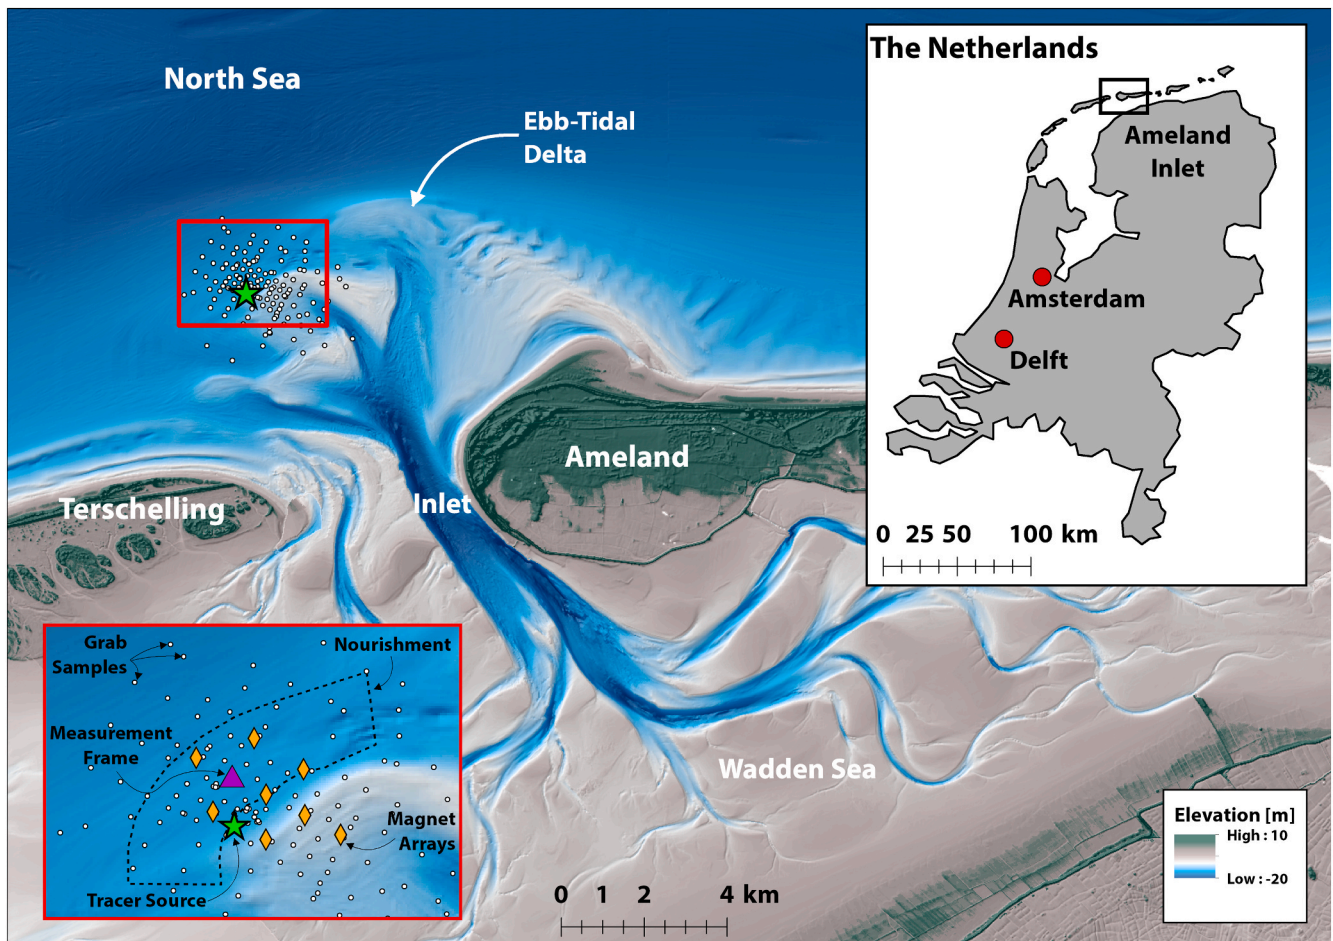 North Sea
Ebb-Tidal
Delta
Terschelling
Inlet
Ameland
Wadden Sea
0 1 2 4 km
The Netherlands
Ameland
Inlet
Amsterdam
Delft
0 25 50 100 km
Grab
Samples
Nourishment
Measurement
Frame
Magnet
Arrays
Tracer Source
Elevation [m]
High : 10
Low : -20